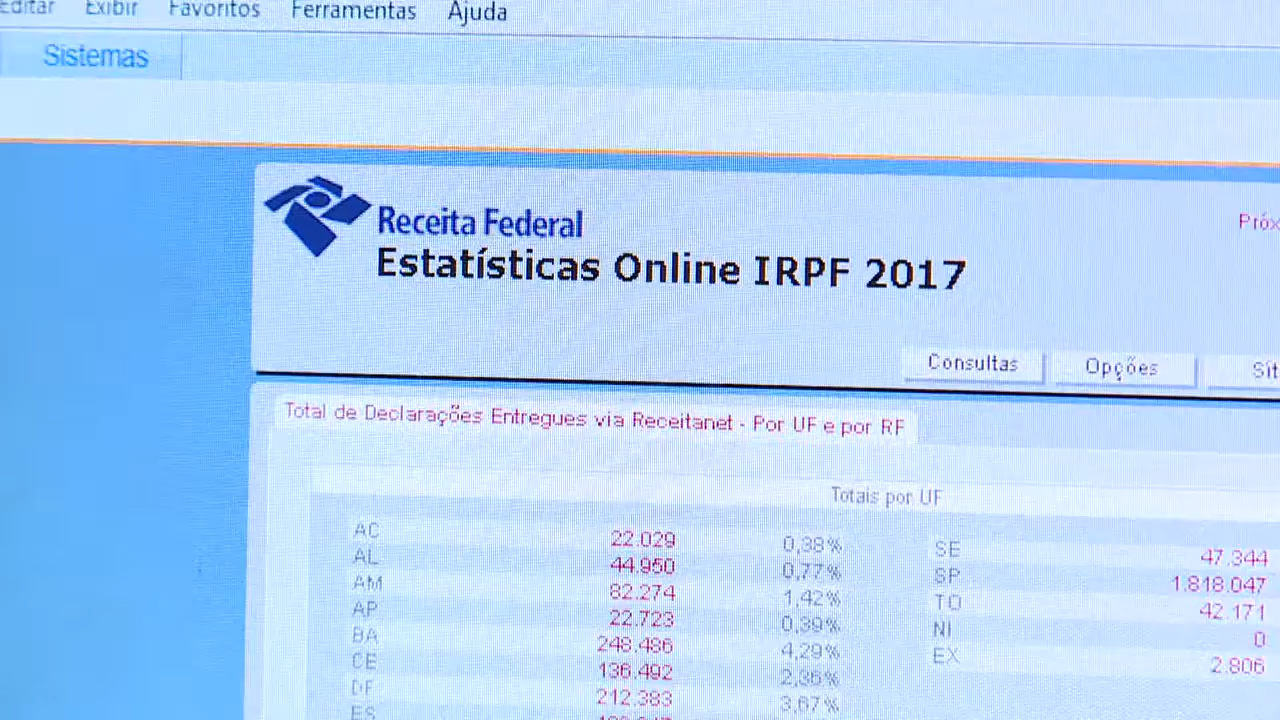 Editar Exibir Favoritos Ferramentas Ajuda
Sistemas
Receita Federal
Estatísticas Online IRPF 2017
Próx
Consultas Opções Sit
Total de Declarações Entregues via Receitanet - Por UF e por RF
Totais por UF
AC 22.029 0,38% SE 47.344
AL 44.950 0,77% SP 1.818.047
AM 82.274 1,42% TO 42.171
AP 22.723 0,39% NI 0
BA 248.486 4,29% EX 2.806
CE 136.492 2,36%
DF 212.383 3,67%
ES